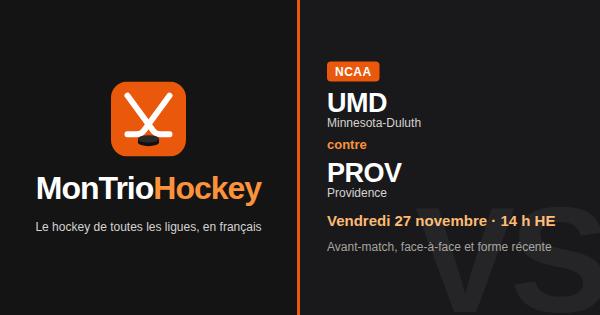 MonTrioHockey
Le hockey de toutes les ligues, en français
NCAA
UMD
Minnesota-Duluth
contre
PROV
Providence
Vendredi 27 novembre · 14 h HE
Avant-match, face-à-face et forme récente
VS